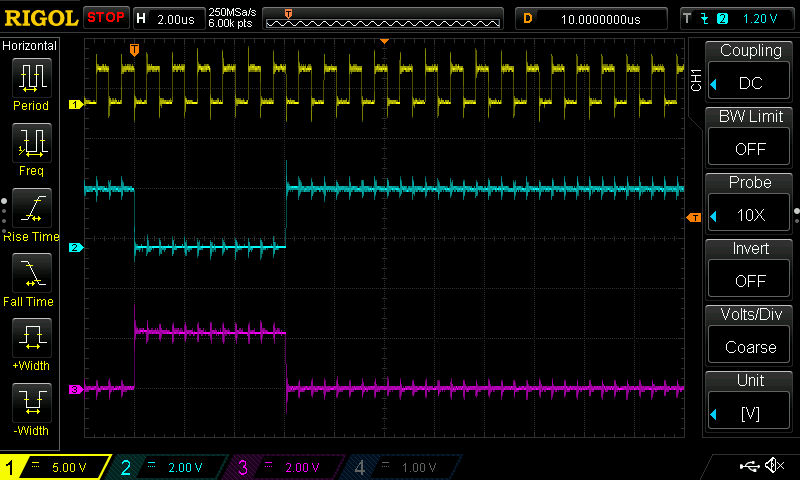 RIGOL STOP H 2.00us 250MSa/s 6.00k pts T D 10.0000000us T 2 1.20 V
Horizontal
Period
Freq
Rise Time
Fall Time
+Width
-Width
T
1
2
3
T
CH1
Coupling
DC
BW Limit
OFF
Probe
10X
Invert
OFF
Volts/Div
Coarse
Unit
[V]
1 5.00 V 2 2.00 V 3 2.00 V 4 1.00 V